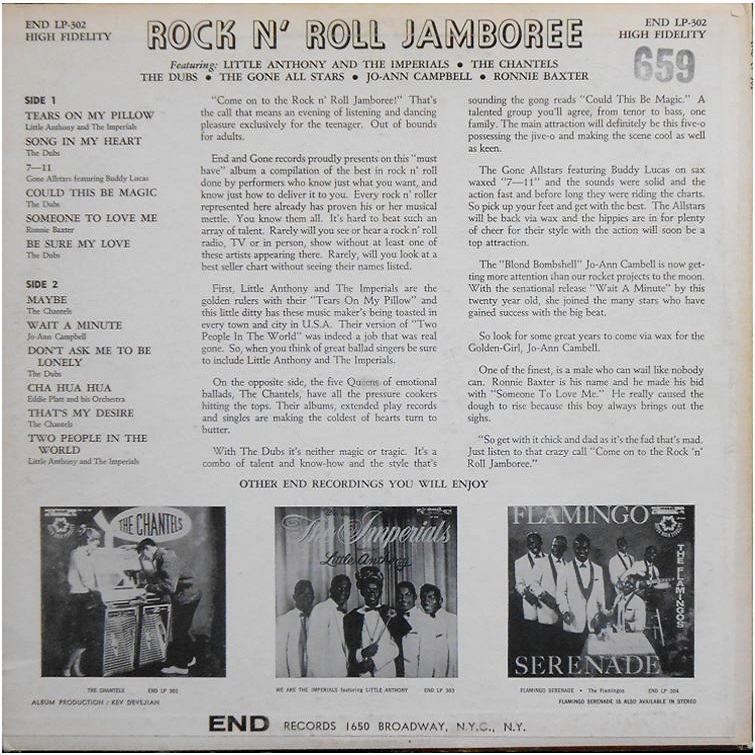 END LP-302
HIGH FIDELITY
ROCK N' ROLL JAMBOREE
END LP-302
HIGH FIDELITY
659
Featuring: LITTLE ANTHONY AND THE IMPERIALS • THE CHANTELS
THE DUBS • THE GONE ALL STARS • JO-ANN CAMPBELL • RONNIE BAXTER
SIDE 1
TEARS ON MY PILLOW
Little Anthony and The Imperials
SONG IN MY HEART
The Dubs
7—11
Gone Allstars featuring Buddy Lucas
COULD THIS BE MAGIC
The Dubs
SOMEONE TO LOVE ME
Ronnie Baxter
BE SURE MY LOVE
The Dubs
SIDE 2
MAYBE
The Chantels
WAIT A MINUTE
Jo-Ann Campbell
DON'T ASK ME TO BE
LONELY
The Dubs
CHA HUA HUA
Eddie Platt and his Orchestra
THAT'S MY DESIRE
The Chantels
TWO PEOPLE IN THE
WORLD
Little Anthony and The Imperials
"Come on to the Rock n' Roll Jamboree!" That's
the call that means an evening of listening and dancing
pleasure exclusively for the teenager. Out of bounds
for adults.
End and Gone records proudly presents on this "must
have" album a compilation of the best in rock n' roll
done by performers who know just what you want, and
know just how to deliver it to you. Every rock n' roller
represented here already has proven his or her musical
mettle. You know them all. It's hard to beat such an
array of talent. Rarely will you see or hear a rock n' roll
radio, TV or in person, show without at least one of
these artists appearing there. Rarely, will you look at a
best seller chart without seeing their names listed.
First, Little Anthony and The Imperials are the
golden rulers with their "Tears On My Pillow" and
this little ditty has these music maker's being toasted in
every town and city in U.S.A. Their version of "Two
People In The World" was indeed a job that was real
gone. So, when you think of great ballad singers be sure
to include Little Anthony and The Imperials.
On the opposite side, the five Queens of emotional
ballads, The Chantels, have all the pressure cookers
hitting the tops. Their albums, extended play records
and singles are making the coldest of hearts turn to
butter.
With The Dubs it's neither magic or tragic. It's a
combo of talent and know-how and the style that's
sounding the gong reads "Could This Be Magic." A
talented group you'll agree, from tenor to bass, one
family. The main attraction will definitely be this five-o
possessing the jive-o and making the scene cool as well
as keen.
The Gone Allstars featuring Buddy Lucas on sax
waxed "7—11" and the sounds were solid and the
action fast and before long they were riding the charts.
So pick up your feet and get with the best. The Allstars
will be back via wax and the hippies are in for plenty
of cheer for their style with the action will soon be a
top attraction.
The "Blond Bombshell" Jo-Ann Cambell is now get-
ting more attention than our rocket projects to the moon.
With the senational release "Wait A Minute" by this
twenty year old, she joined the many stars who have
gained success with the big beat.
So look for some great years to come via wax for the
Golden-Girl, Jo-Ann Cambell.
One of the finest, is a male who can wail like nobody
can. Ronnie Baxter is his name and he made his bid
with "Someone To Love Me." He really caused the
dough to rise because this boy always brings out the
sighs.
"So get with it chick and dad as it's the fad that's mad.
Just listen to that crazy call "Come on to the Rock 'n'
Roll Jamboree."
OTHER END RECORDINGS YOU WILL ENJOY
THE CHANTELS
The Imperials
Little Anthony
FLAMINGO
THE FLAMINGOS
SERENADE
THE CHANTELS END LP 301
WE ARE THE IMPERIALS featuring LITTLE ANTHONY END LP 303
FLAMINGO SERENADE • The Flamingos END LP 304
ALBUM PRODUCTION / KEV DEVEJIAN
FLAMINGO SERENADE IS ALSO AVAILABLE IN STEREO
END RECORDS 1650 BROADWAY, N.Y.C., N.Y.